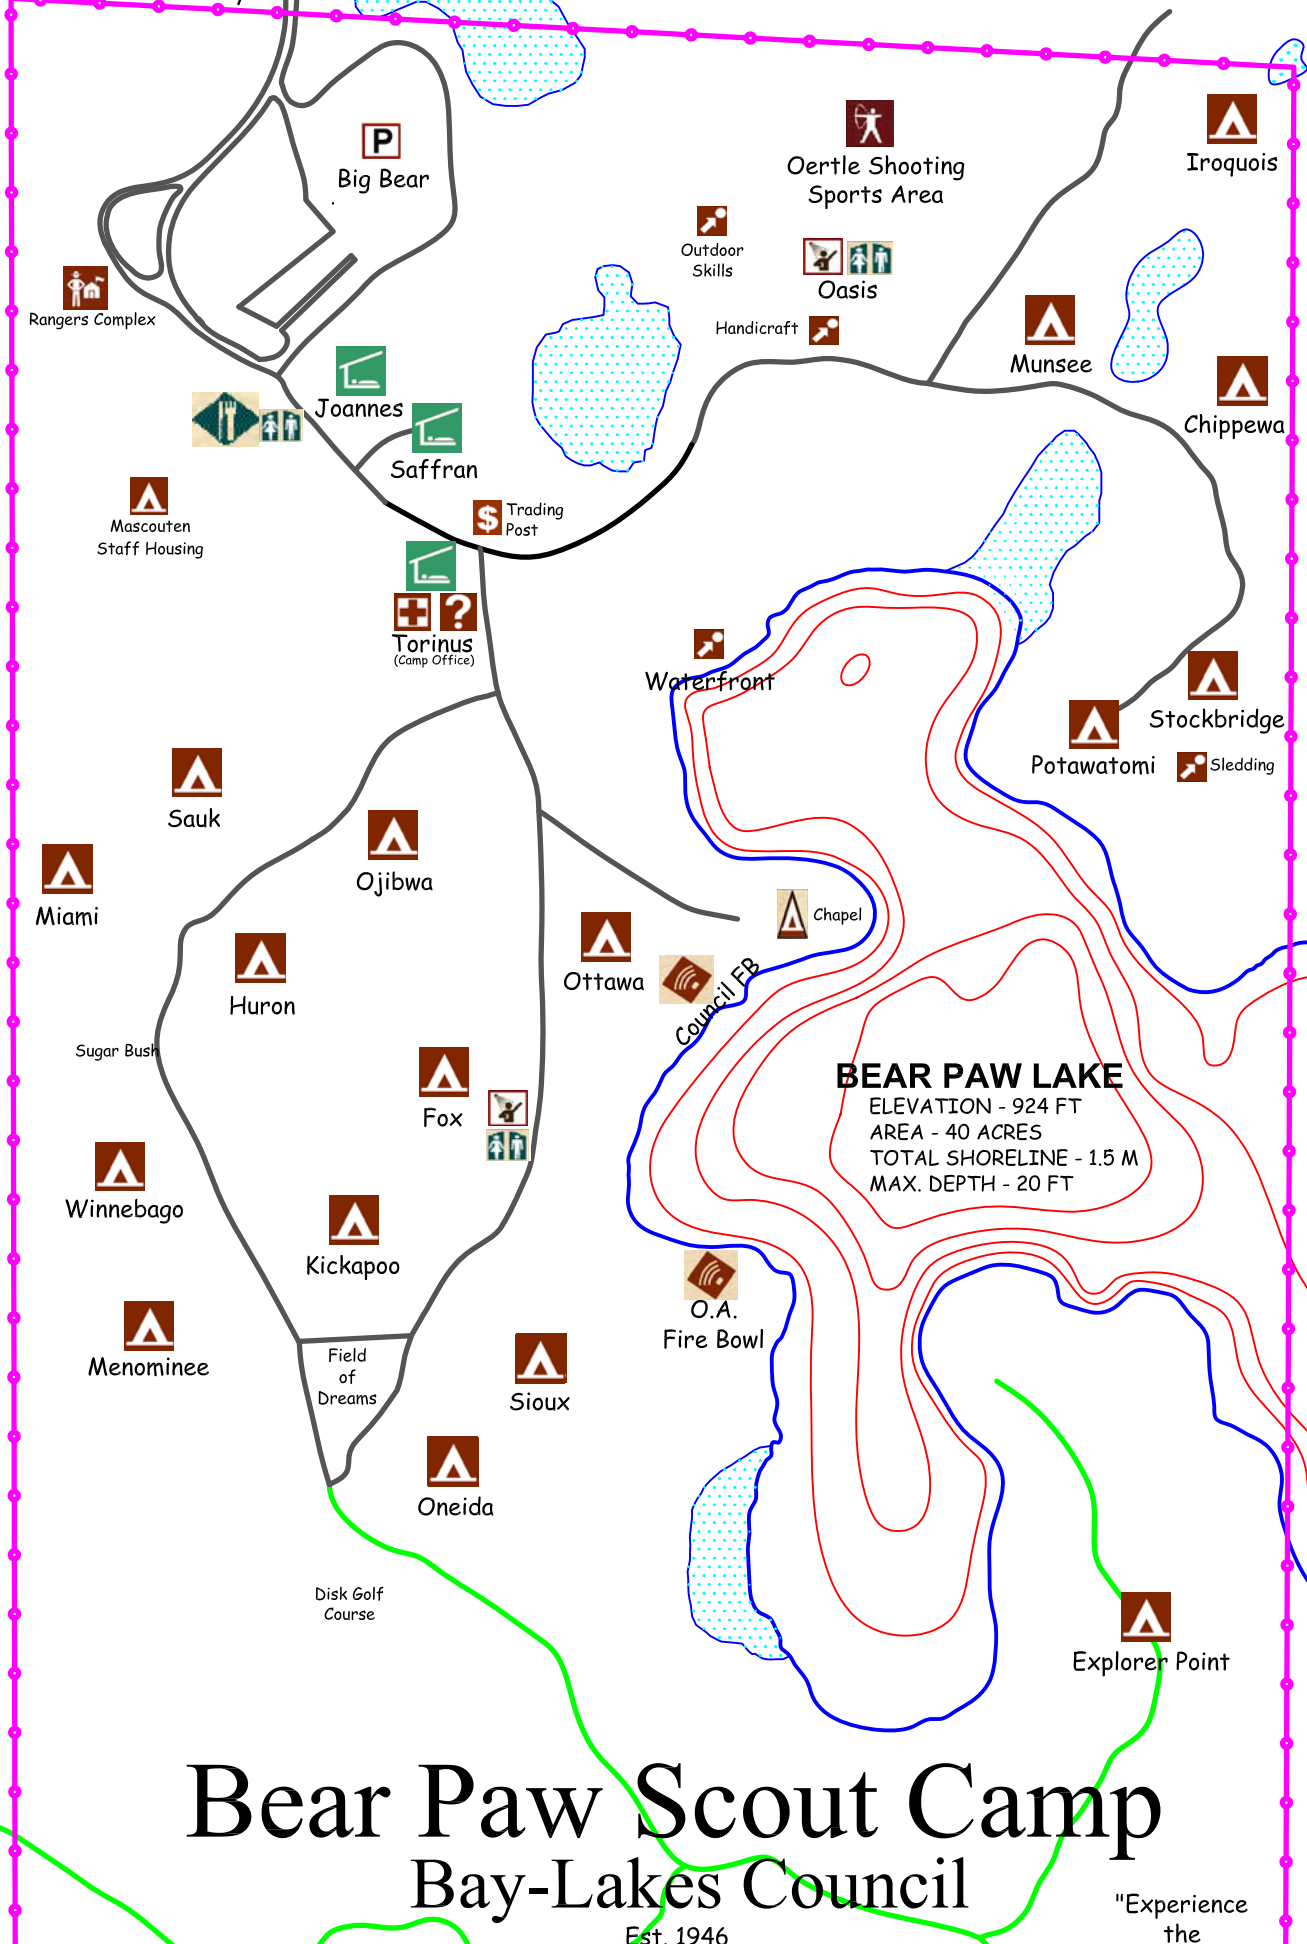 P
Big Bear
Oertle Shooting
Sports Area
Iroquois
Outdoor
Skills
Oasis
Rangers Complex
Handicraft
Munsee
Joannes
Chippewa
Saffran
Trading
Post
$
Mascouten
Staff Housing
?
Torinus
(Camp Office)
Waterfront
Stockbridge
Potawatomi
Sledding
Sauk
Ojibwa
Miami
Chapel
Ottawa
Council FB
Huron
Sugar Bush
Fox
BEAR PAW LAKE
ELEVATION - 924 FT
AREA - 40 ACRES
TOTAL SHORELINE - 1.5 M
MAX. DEPTH - 20 FT
Winnebago
Kickapoo
O.A.
Fire Bowl
Menominee
Field
of
Dreams
Sioux
Oneida
Disk Golf
Course
Explorer Point
Bear Paw Scout Camp
Bay-Lakes Council
Est. 1946
"Experience
the